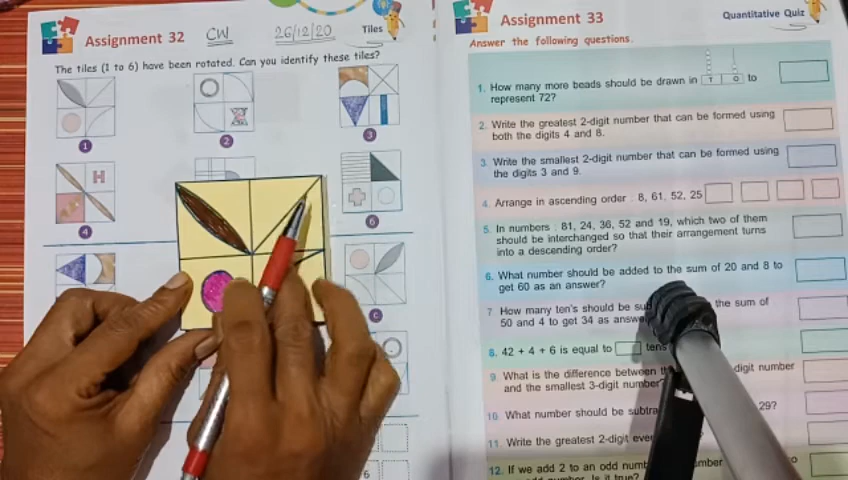 Assignment 32
CW
26/12/20
Tiles
The tiles (1 to 6) have been rotated. Can you identify these tiles?
1
2
3
H
4
6
C
6
Assignment 33
Quantitative Quiz
Answer the following questions.
1. How many more beads should be drawn in T O to
represent 72?
2. Write the greatest 2-digit number that can be formed using
both the digits 4 and 8.
3. Write the smallest 2-digit number that can be formed using
the digits 3 and 9.
4. Arrange in ascending order : 8, 61, 52, 25
5. In numbers : 81, 24, 36, 52 and 19, which two of them
should be interchanged so that their arrangement turns
into a descending order?
6. What number should be added to the sum of 20 and 8 to
get 60 as an answer?
7. How many ten's should be the sum of
50 and 4 to get 34 as
8. 42 + 4 + 6 is equal to tens
9. What is the difference between digit number
and the smallest 3-digit number?
10. What number should be 29?
11. Write the greatest 2-digit
12. If we add 2 to an odd
Is it true?